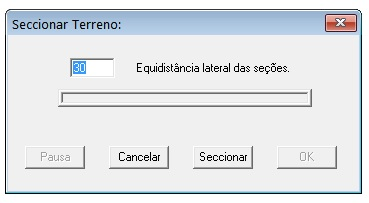 Seccionar Terreno:
30 Equidistância lateral das seções.
Pausa Cancelar Seccionar OK